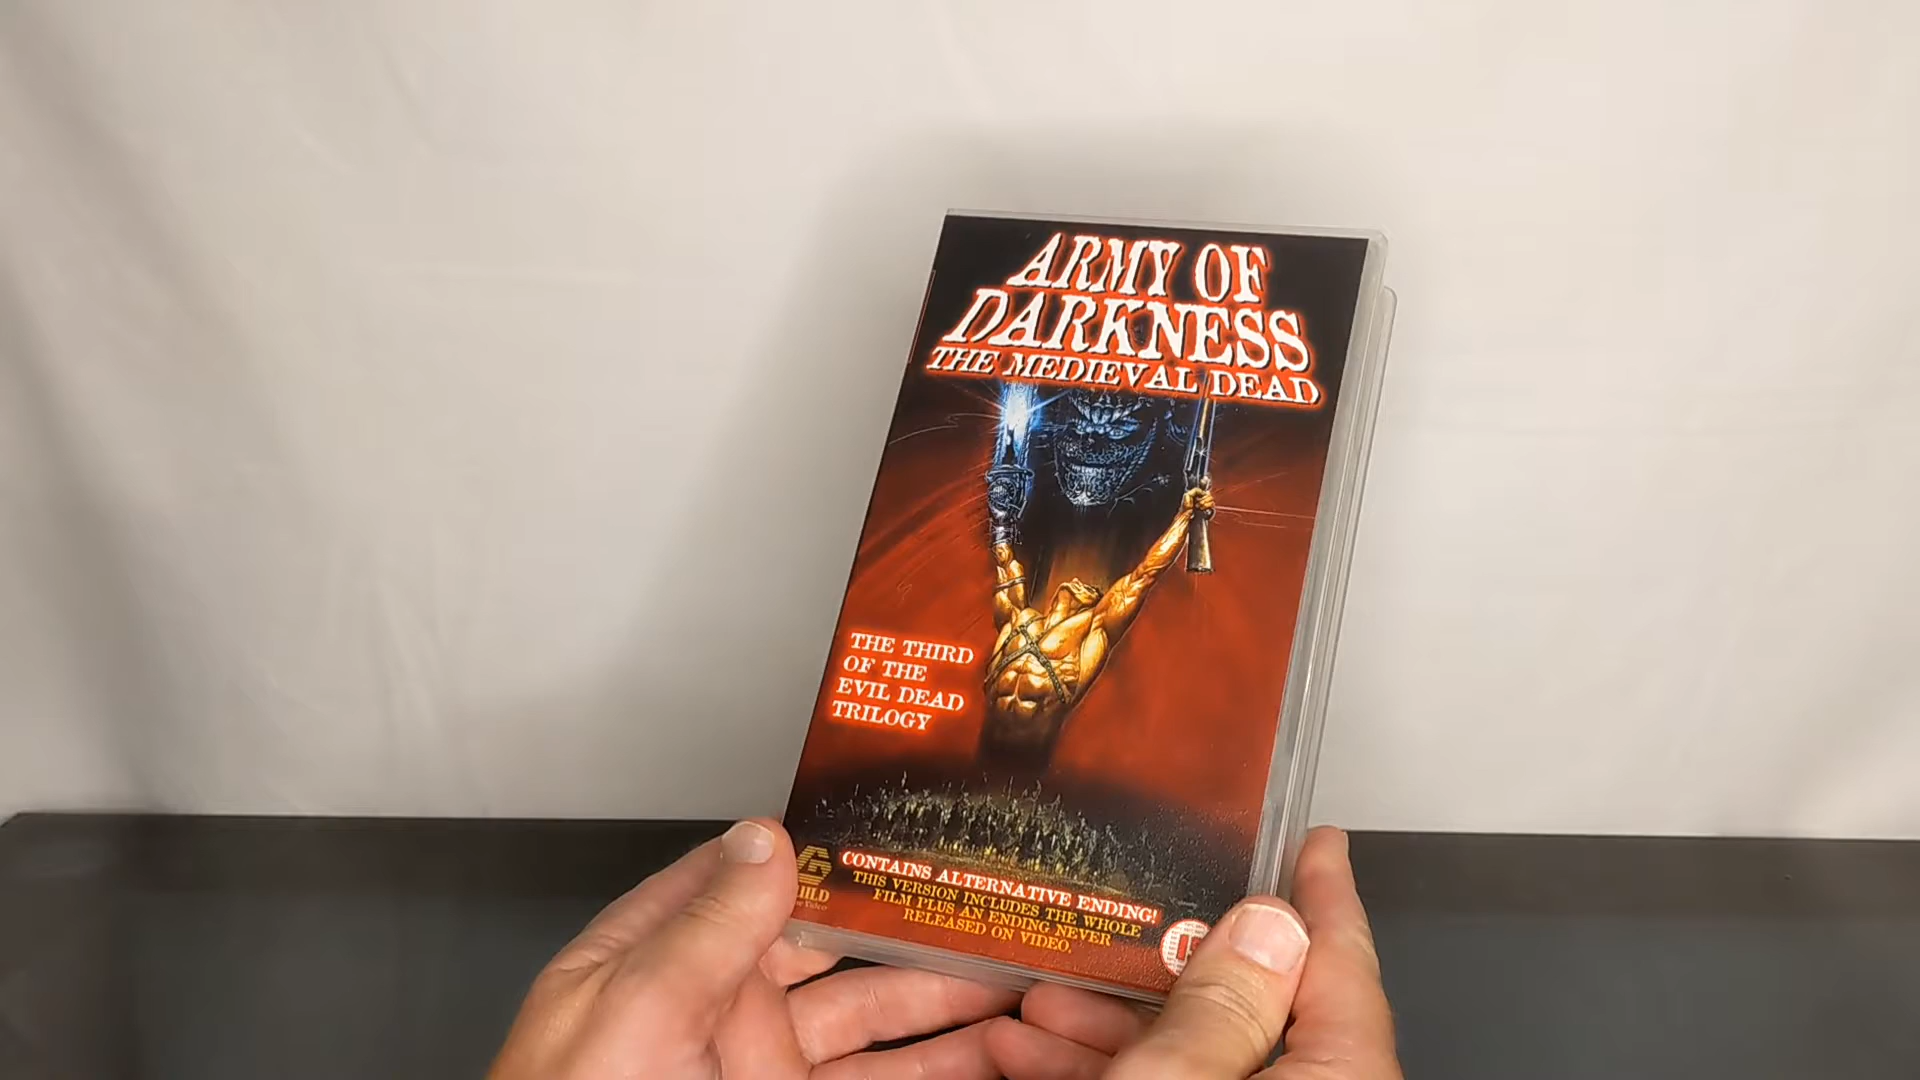 ARMY OF
DARKNESS
THE MEDIEVAL DEAD
THE THIRD
OF THE
EVIL DEAD
TRILOGY
CONTAINS ALTERNATIVE ENDING!
THIS VERSION INCLUDES THE WHOLE
FILM PLUS AN ENDING NEVER
RELEASED ON VIDEO.